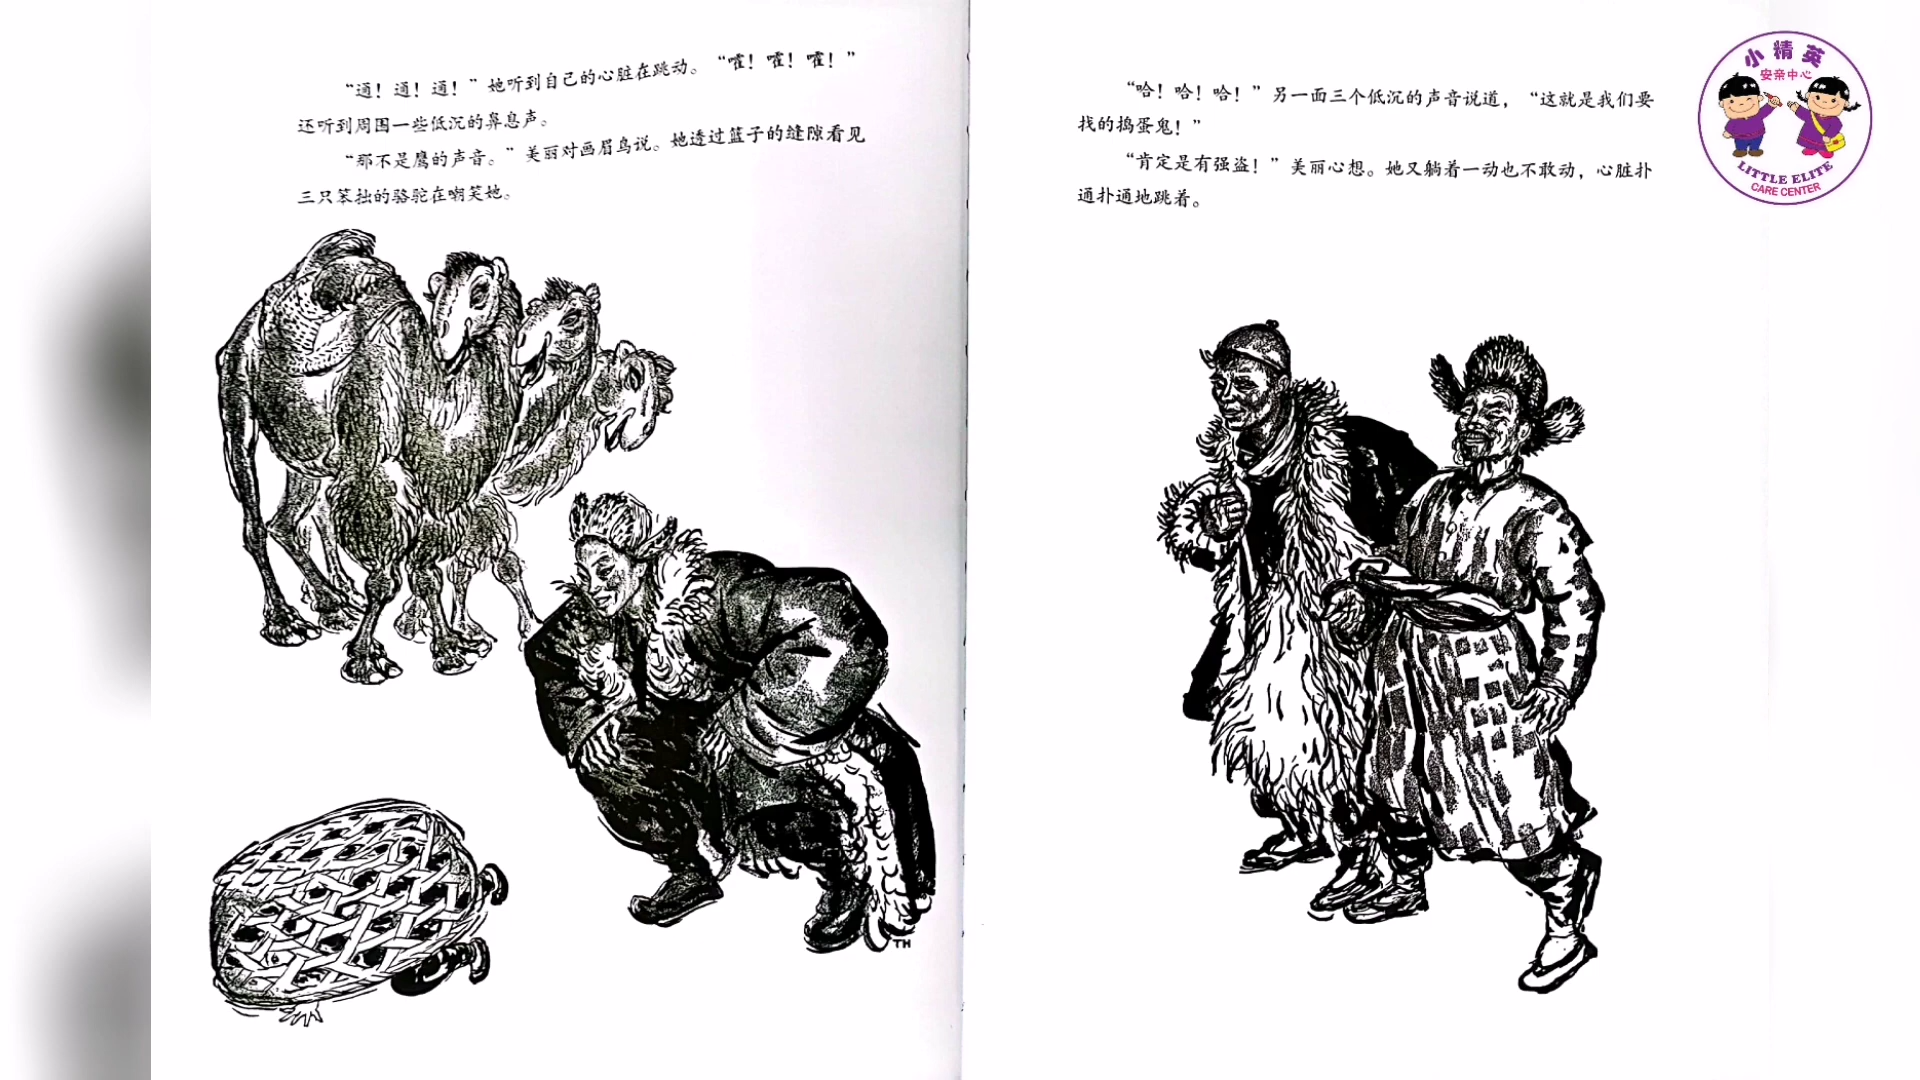 “通！通！通！”她听到自己的心脏在跳动。“嚯！嚯！嚯！”
还听到周围一些低沉的鼻息声。
“那不是鹰的声音。”美丽对画眉鸟说。她透过篮子的缝隙看见
三只笨拙的骆驼在嘲笑她。
TH
“哈！哈！哈！”另一面三个低沉的声音说道，“这就是我们要
找的捣蛋鬼！”
“肯定是有强盗！”美丽心想。她又躺着一动也不敢动，心脏扑
通扑通地跳着。
小精英
安亲中心
LITTLE ELITE
CARE CENTER